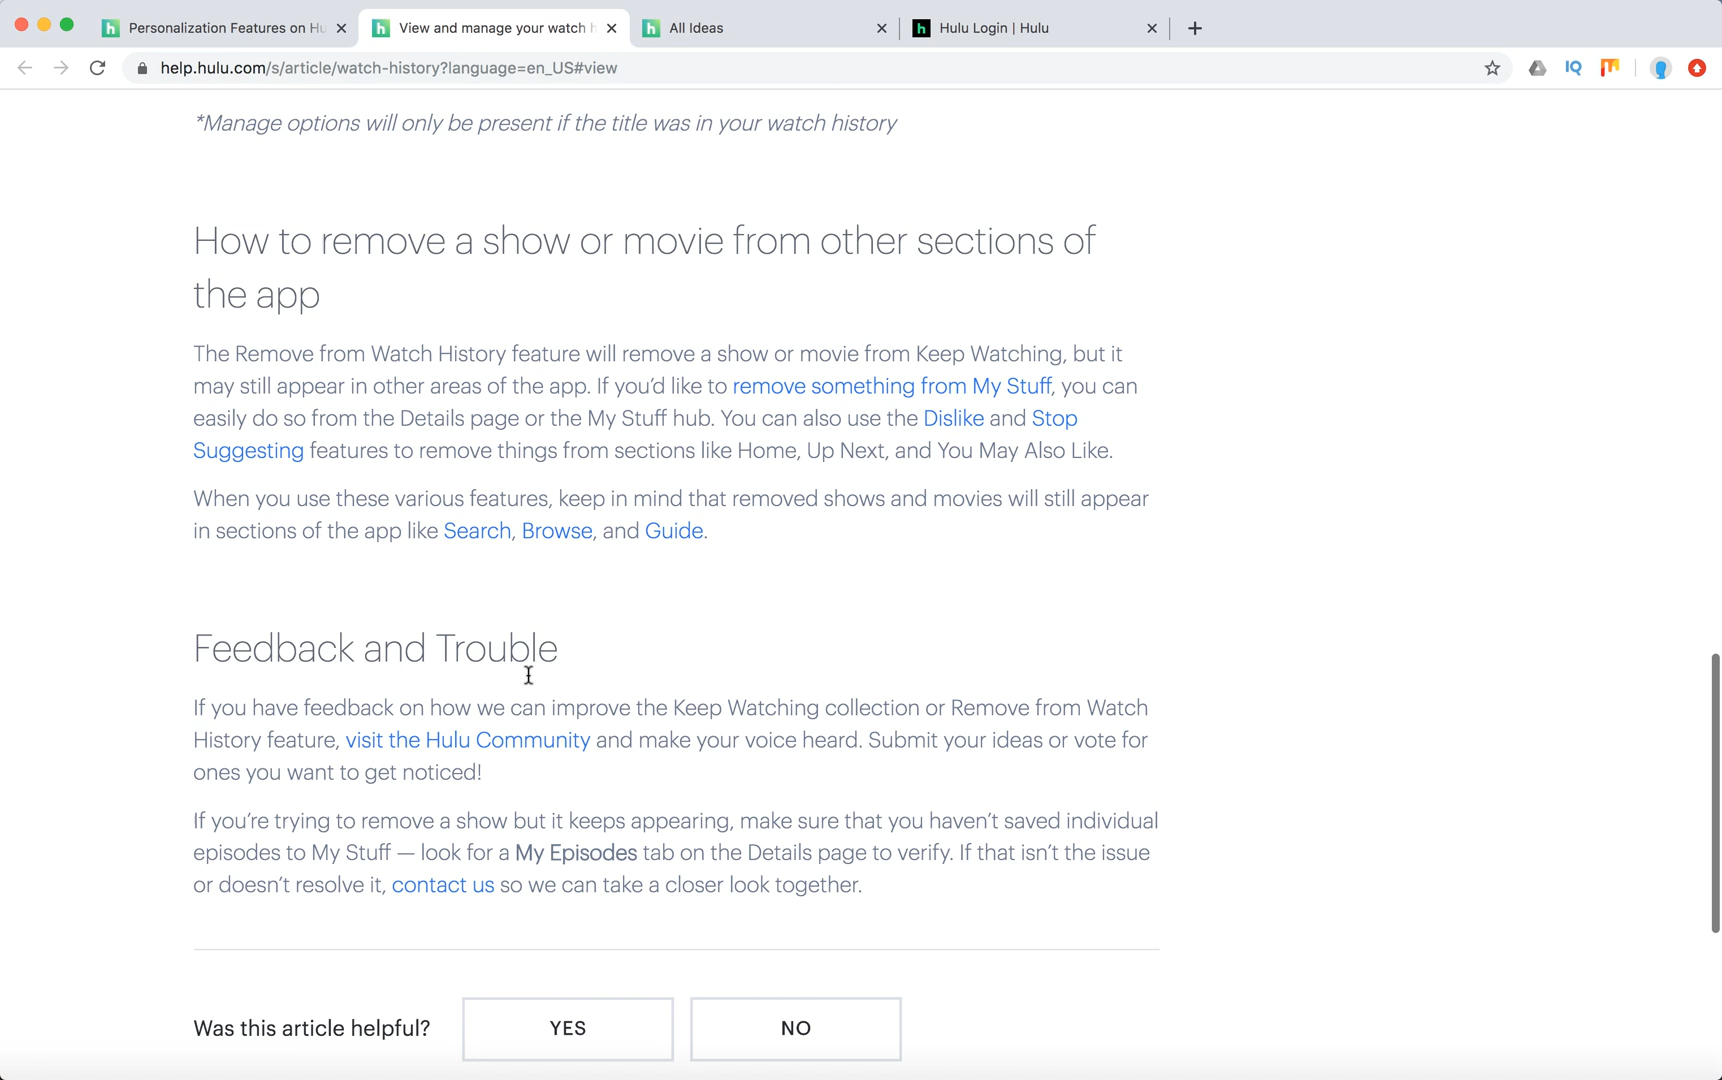 Personalization Features on Hu
View and manage your watch h
All Ideas
Hulu Login | Hulu
help.hulu.com/s/article/watch-history?language=en_US#view
IQ
*Manage options will only be present if the title was in your watch history
How to remove a show or movie from other sections of
the app
The Remove from Watch History feature will remove a show or movie from Keep Watching, but it
may still appear in other areas of the app. If you'd like to remove something from My Stuff, you can
easily do so from the Details page or the My Stuff hub. You can also use the Dislike and Stop
Suggesting features to remove things from sections like Home, Up Next, and You May Also Like.
When you use these various features, keep in mind that removed shows and movies will still appear
in sections of the app like Search, Browse, and Guide.
Feedback and Trouble
If you have feedback on how we can improve the Keep Watching collection or Remove from Watch
History feature, visit the Hulu Community and make your voice heard. Submit your ideas or vote for
ones you want to get noticed!
If you're trying to remove a show but it keeps appearing, make sure that you haven't saved individual
episodes to My Stuff — look for a My Episodes tab on the Details page to verify. If that isn't the issue
or doesn't resolve it, contact us so we can take a closer look together.
Was this article helpful?
YES
NO